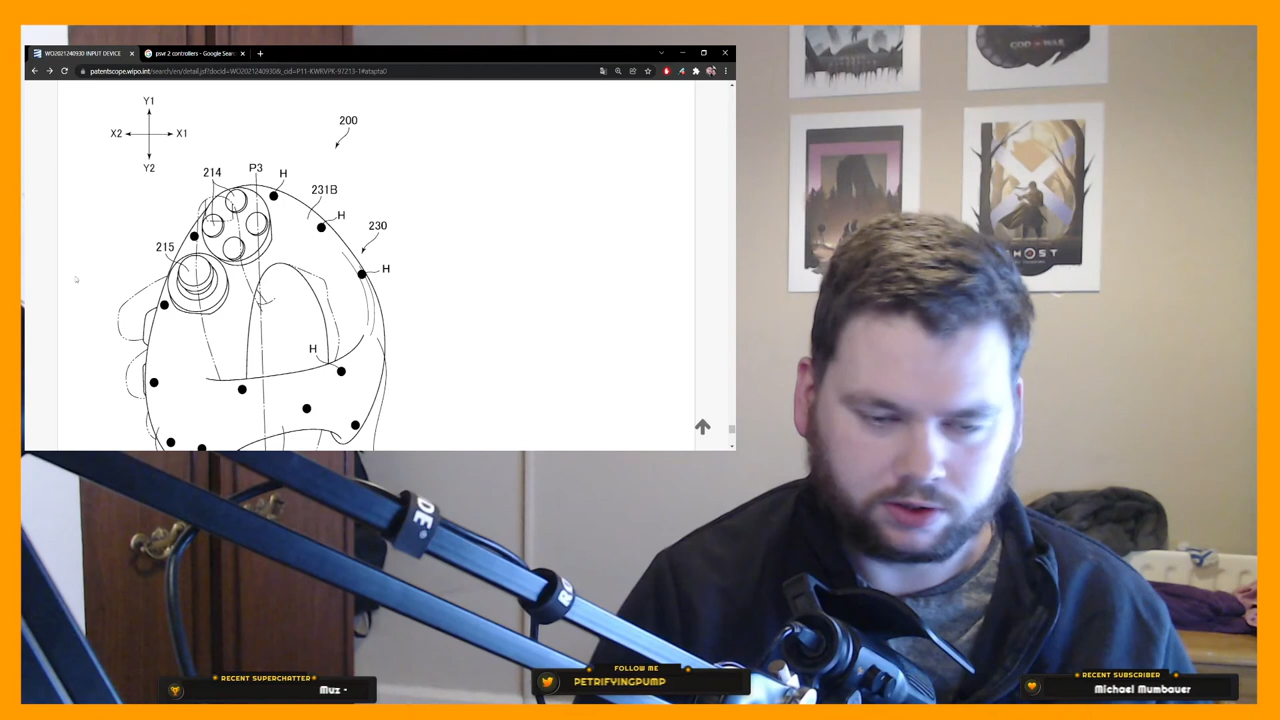 WO2021240930 INPUT DEVICE
psvr 2 controllers - Google Sear
patentscope.wipo.int/search/en/detail.jsf?docId=WO2021240930&_cid=P11-KWRVPK-97213-1#atapta0
Y1
X2
X1
Y2
200
214
P3
H
231B
H
230
215
H
H
GOD WAR
GHOST
RODE
RO
RECENT SUPERCHATTER
Muz -
FOLLOW ME
PETRIFYINGPUMP
RECENT SUBSCRIBER
Michael Mumbauer